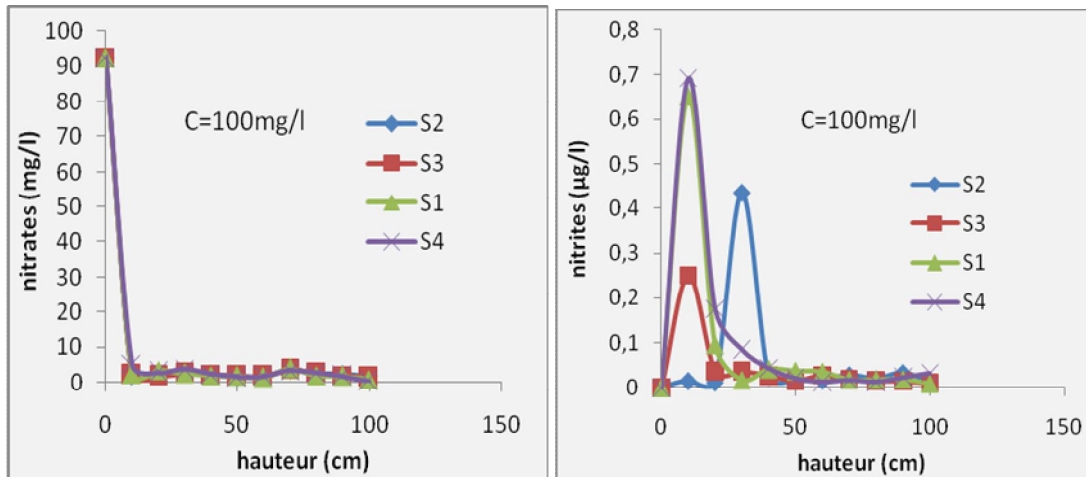 nitrates (mg/l)
100
90
80
70
60
50
40
30
20
10
0
C=100mg/l
S2
S3
S1
S4
0
50
100
150
hauteur (cm)
nitrites (µg/l)
0,8
0,7
0,6
0,5
0,4
0,3
0,2
0,1
0
C=100mg/l
S2
S3
S1
S4
0
50
100
150
hauteur (cm)